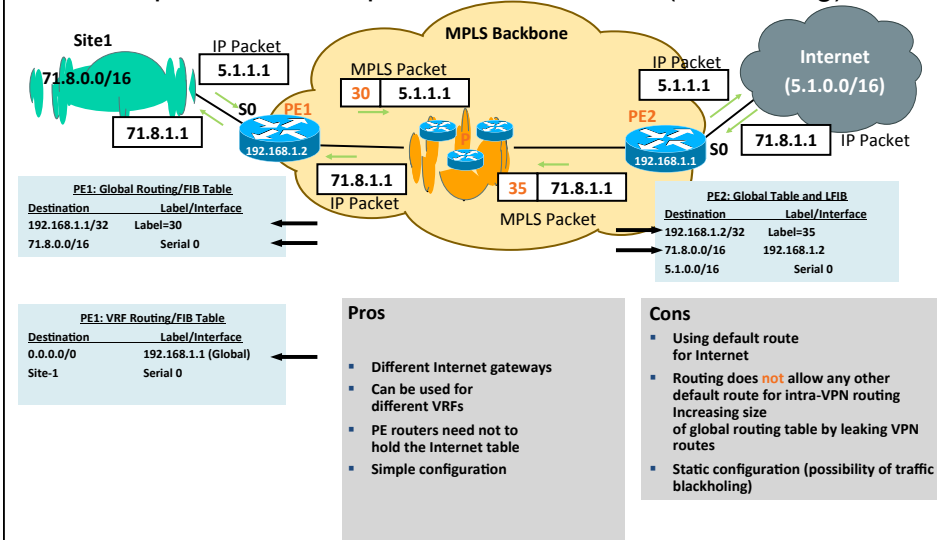 Site1
71.8.0.0/16
IP Packet
5.1.1.1
71.8.1.1
S0
PE1
192.168.1.2
MPLS Backbone
MPLS Packet
30 5.1.1.1
P
71.8.1.1
IP Packet
35 71.8.1.1
MPLS Packet
IP Packet
5.1.1.1
PE2
192.168.1.1
S0
Internet
(5.1.0.0/16)
71.8.1.1
IP Packet
PE1: Global Routing/FIB Table
Destination Label/Interface
192.168.1.1/32 Label=30
71.8.0.0/16 Serial 0
PE2: Global Table and LFIB
Destination Label/Interface
192.168.1.2/32 Label=35
71.8.0.0/16 192.168.1.2
5.1.0.0/16 Serial 0
PE1: VRF Routing/FIB Table
Destination Label/Interface
0.0.0.0/0 192.168.1.1 (Global)
Site-1 Serial 0
Pros
▪ Different Internet gateways
▪ Can be used for
different VRFs
▪ PE routers need not to
hold the Internet table
▪ Simple configuration
Cons
▪ Using default route
for Internet
▪ Routing does not allow any other
default route for intra-VPN routing
Increasing size
of global routing table by leaking VPN
routes
▪ Static configuration (possibility of traffic
blackholing)